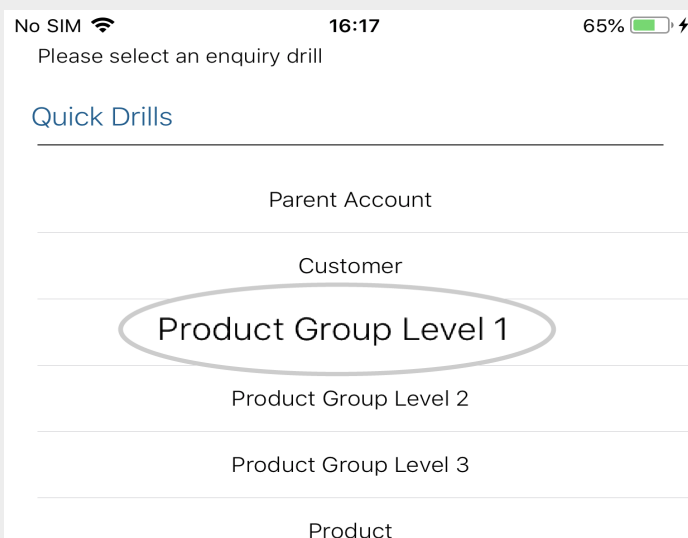 No SIM 16:17 65%
Please select an enquiry drill
Quick Drills
Parent Account
Customer
Product Group Level 1
Product Group Level 2
Product Group Level 3
Product